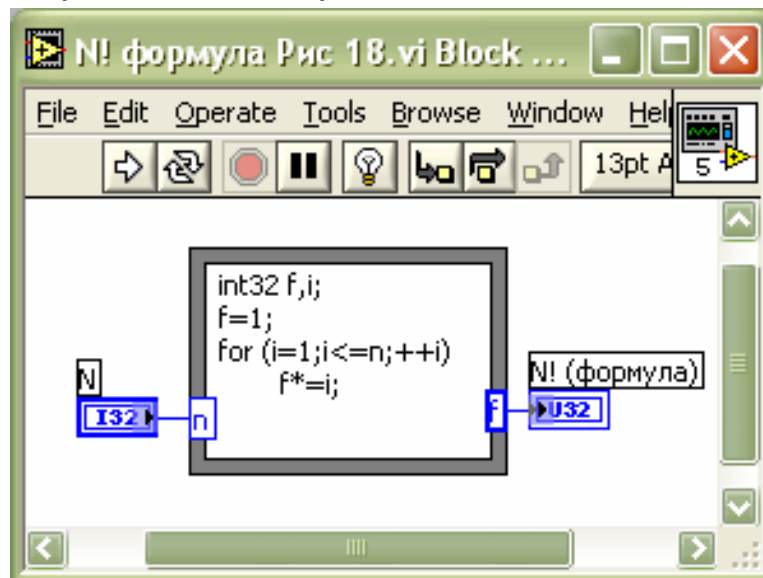 N! формула Рис 18.vi Block ...
File Edit Operate Tools Browse Window Hel
13pt A
5
int32 f,i;
f=1;
for (i=1;i<=n;++i)
f*=i;
N
I32
n
f
N! (формула)
U32